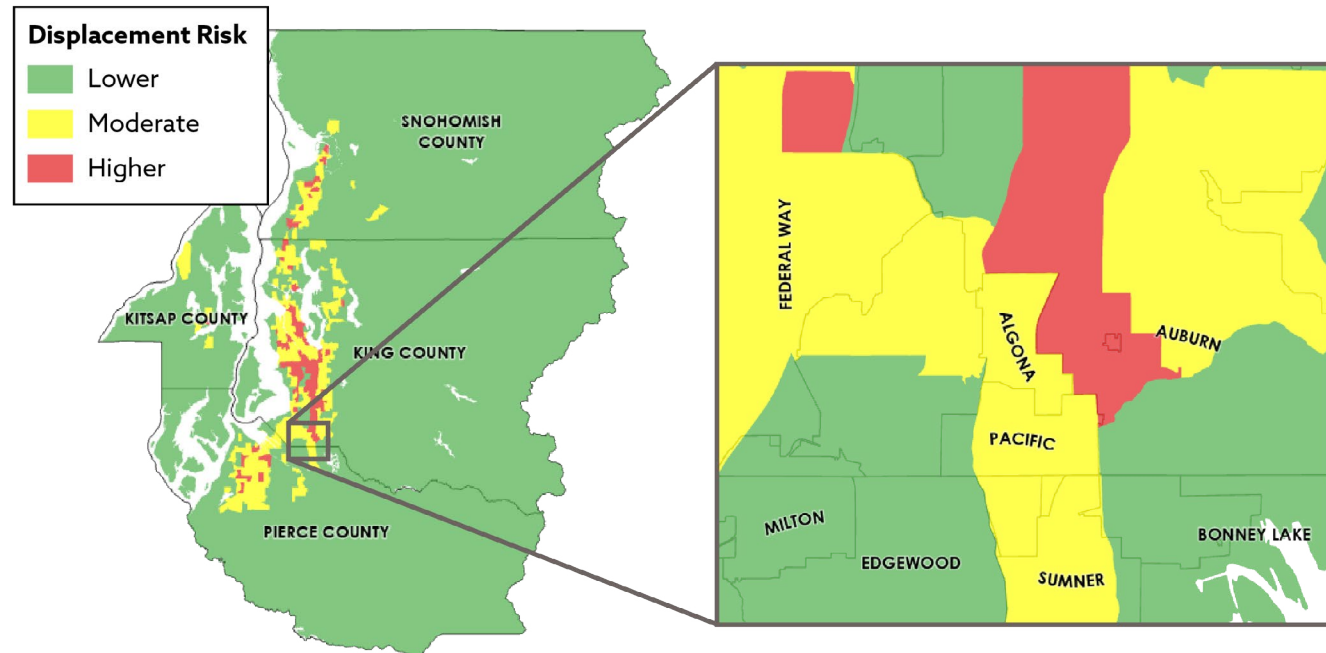 Displacement Risk
Lower
Moderate
Higher
SNOHOMISH
COUNTY
KITSAP COUNTY
KING COUNTY
PIERCE COUNTY
FEDERAL WAY
ALGONA
AUBURN
PACIFIC
MILTON
EDGEWOOD
BONNEY LAKE
SUMNER